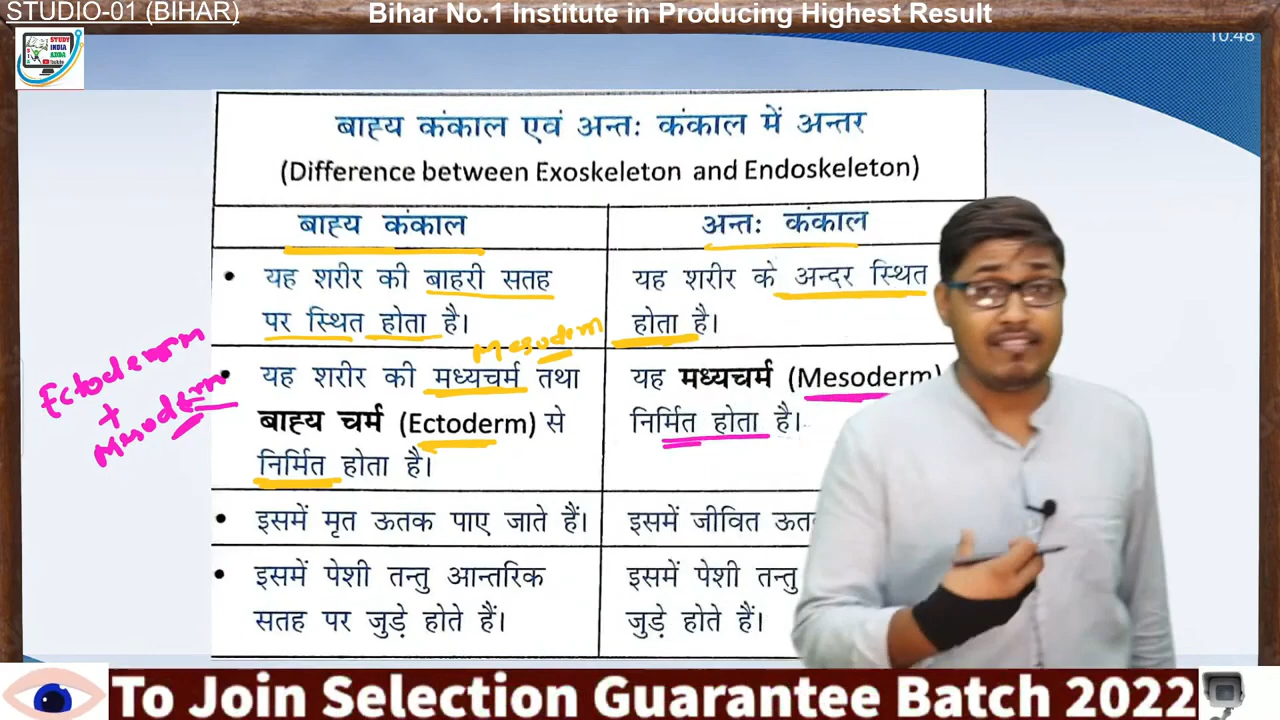 STUDIO-01 (BIHAR)
Bihar No.1 Institute in Producing Highest Result
10:48
STUDY
INDIA
ADDA
बाह्य कंकाल एवं अन्तः कंकाल में अन्तर
(Difference between Exoskeleton and Endoskeleton)
बाह्य कंकाल
अन्तः कंकाल
• यह शरीर की बाहरी सतह
पर स्थित होता है।
यह शरीर के अन्दर स्थित
होता है।
Mesoderm
Ectoderm
+
Mesoderm
• यह शरीर की मध्यचर्म तथा
बाह्य चर्म (Ectoderm) से
निर्मित होता है।
यह मध्यचर्म (Mesoderm)
निर्मित होता है।
• इसमें मृत ऊतक पाए जाते हैं।
इसमें जीवित
• इसमें पेशी तन्तु आन्तरिक
सतह पर जुड़े होते हैं।
इसमें पेशी तन्तु
जुड़े होते हैं।
To Join Selection Guarantee Batch 2022